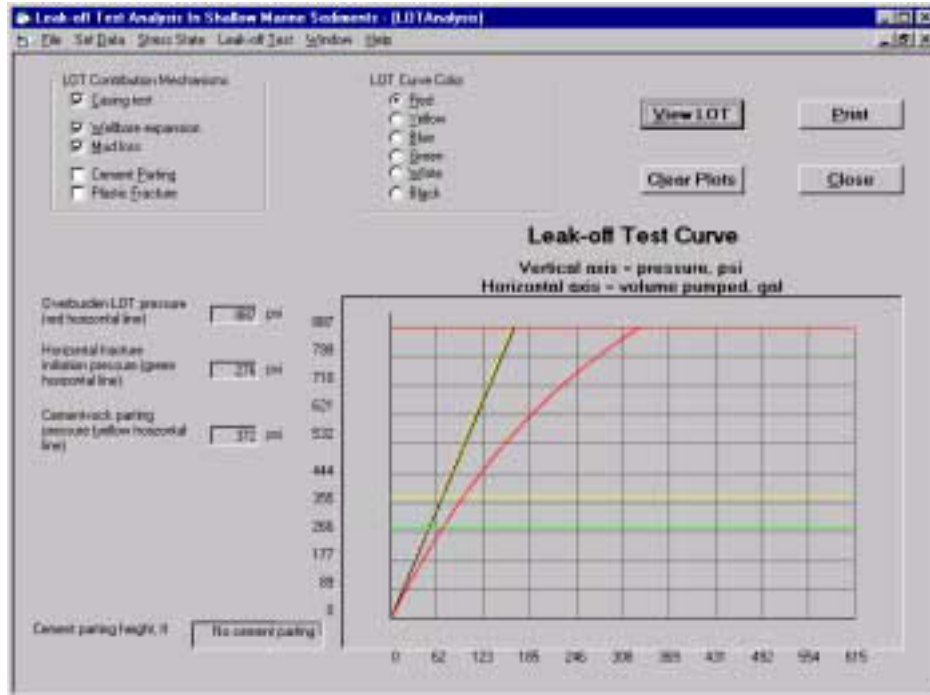 Leak-off Test Analysis In Shallow Marine Sediments - [LOTAnalysis]
File Set Data Stress State Leak-off Test Window Help
LOT Contribution Mechanisms
Casing test
Wellbore expansion
Mud loss
Cement Parting
Plastic Fracture
LOT Curve Color
Red
Yellow
Blue
Green
White
Black
View LOT
Print
Clear Plots
Close
Leak-off Test Curve
Vertical axis - pressure, psi
Horizontal axis - volume pumped, gal
Overburden LOT pressure
(red horizontal line)
psi
Horizontal fracture
initiation pressure (green
horizontal line)
276 psi
Cement-rock parting
pressure (yellow horizontal
line)
372 psi
Cement parting height, ft
No cement parting
887
798
710
621
532
444
355
266
177
89
0
0 62 123 185 246 308 369 431 492 554 615